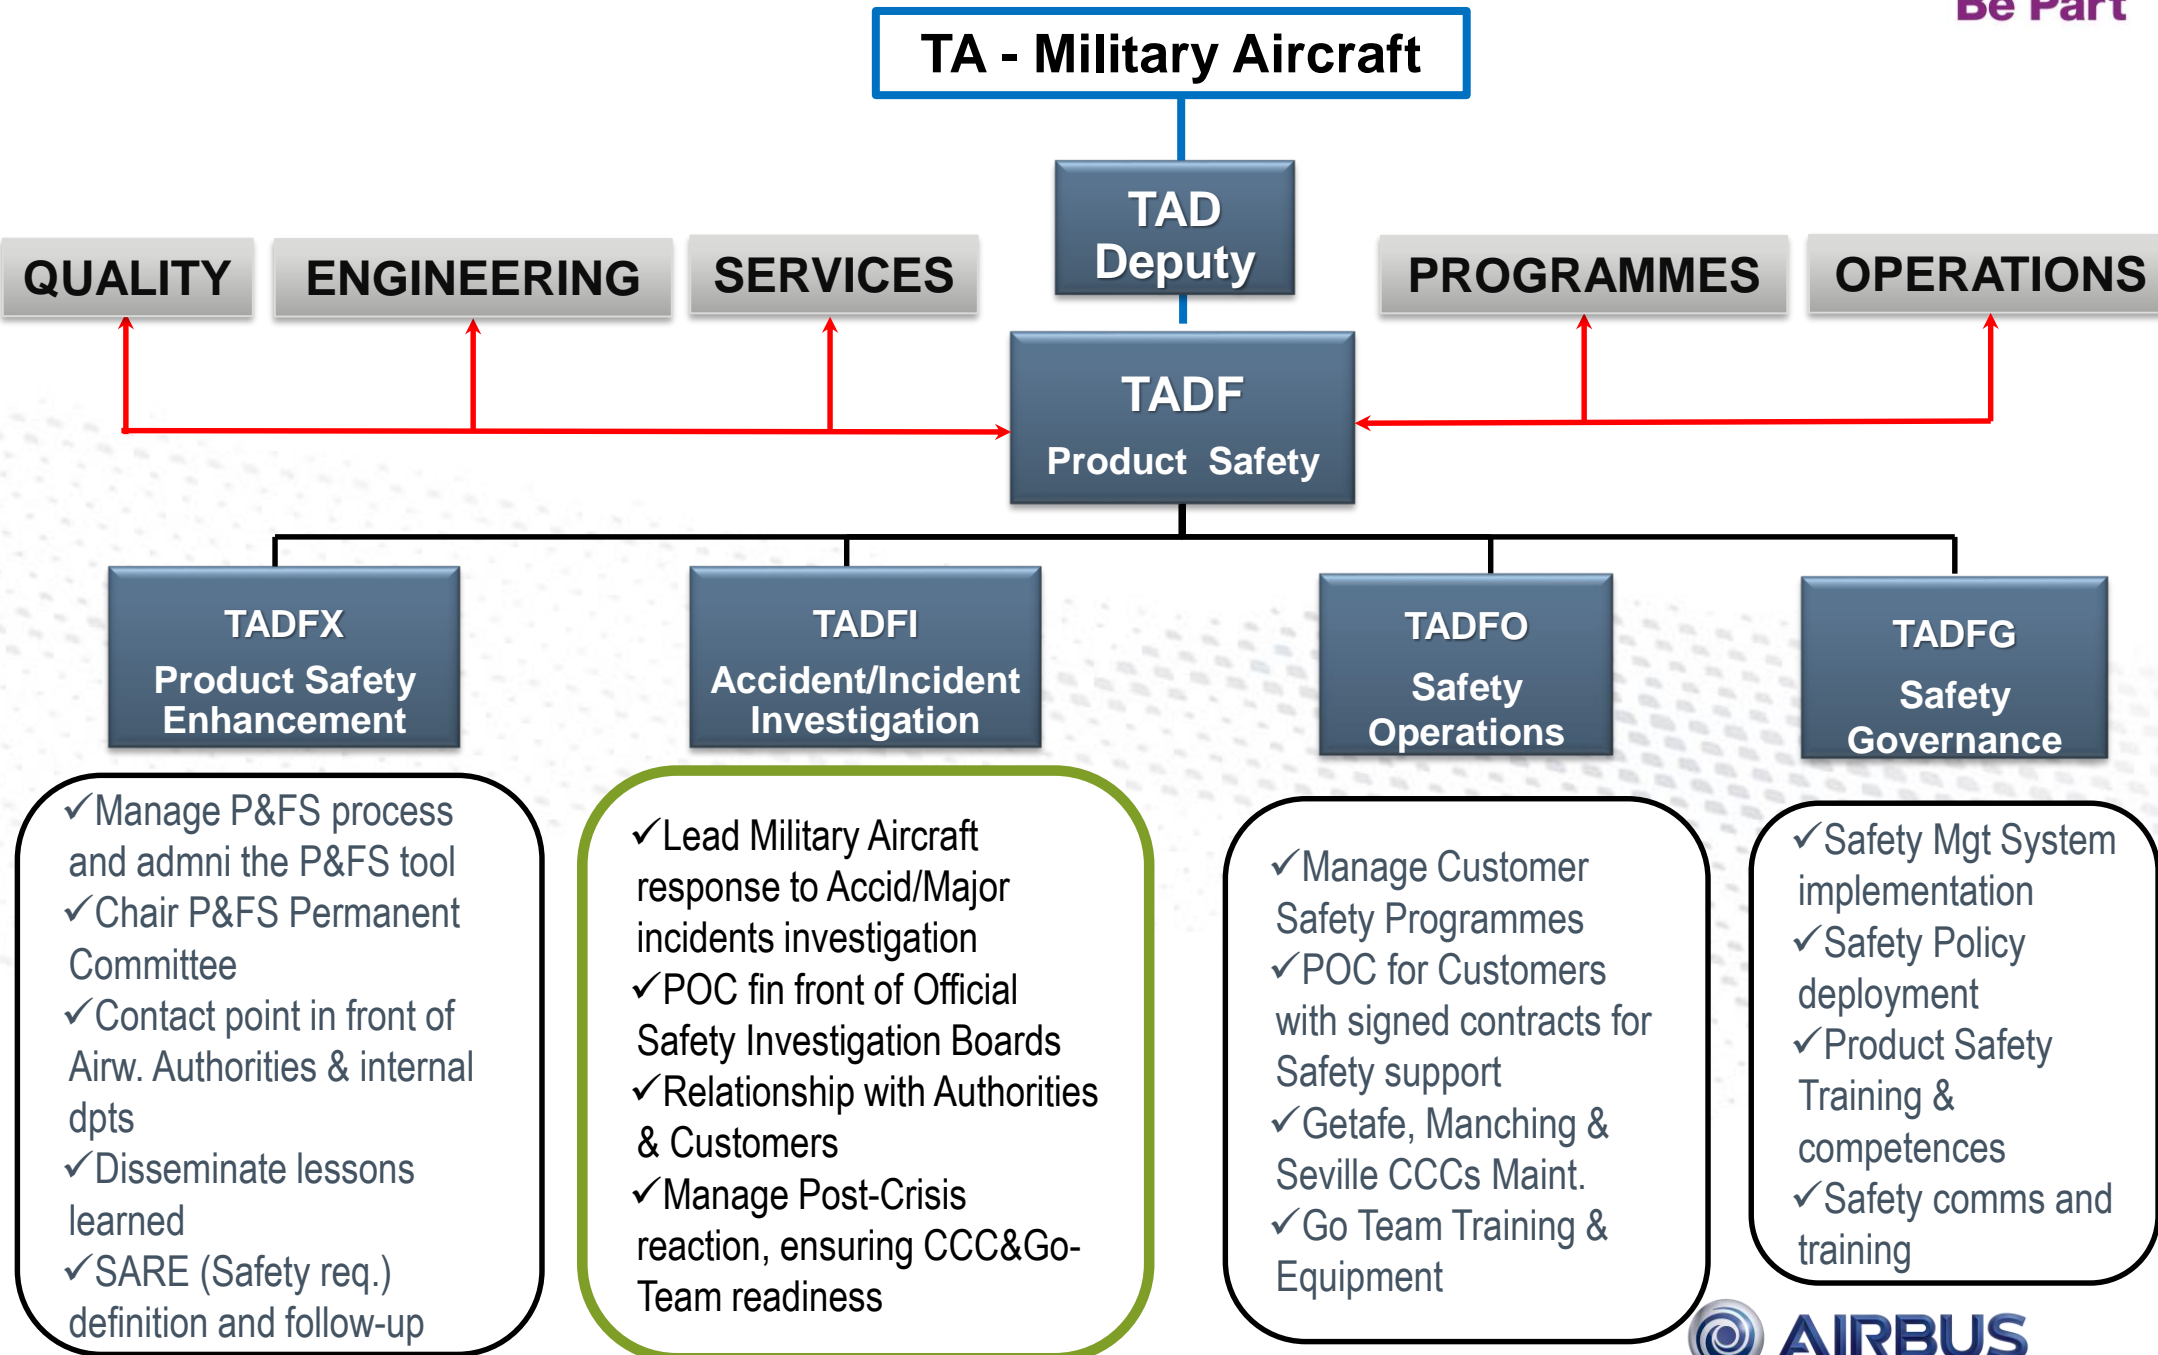 Be Part
TA - Military Aircraft
TAD
Deputy
QUALITY
ENGINEERING
SERVICES
PROGRAMMES
OPERATIONS
TADF
Product Safety
TADFX
Product Safety
Enhancement
TADFI
Accident/Incident
Investigation
TADFO
Safety
Operations
TADFG
Safety
Governance
✓Manage P&FS process
and admni the P&FS tool
✓Chair P&FS Permanent
Committee
✓Contact point in front of
Airw. Authorities & internal
dpts
✓Disseminate lessons
learned
✓SARE (Safety req.)
definition and follow-up
✓Lead Military Aircraft
response to Accid/Major
incidents investigation
✓POC fin front of Official
Safety Investigation Boards
✓Relationship with Authorities
& Customers
✓Manage Post-Crisis
reaction, ensuring CCC&Go-
Team readiness
✓Manage Customer
Safety Programmes
✓POC for Customers
with signed contracts for
Safety support
✓Getafe, Manching &
Seville CCCs Maint.
✓Go Team Training &
Equipment
✓Safety Mgt System
implementation
✓Safety Policy
deployment
✓Product Safety
Training &
competences
✓Safety comms and
training
AIRBUS